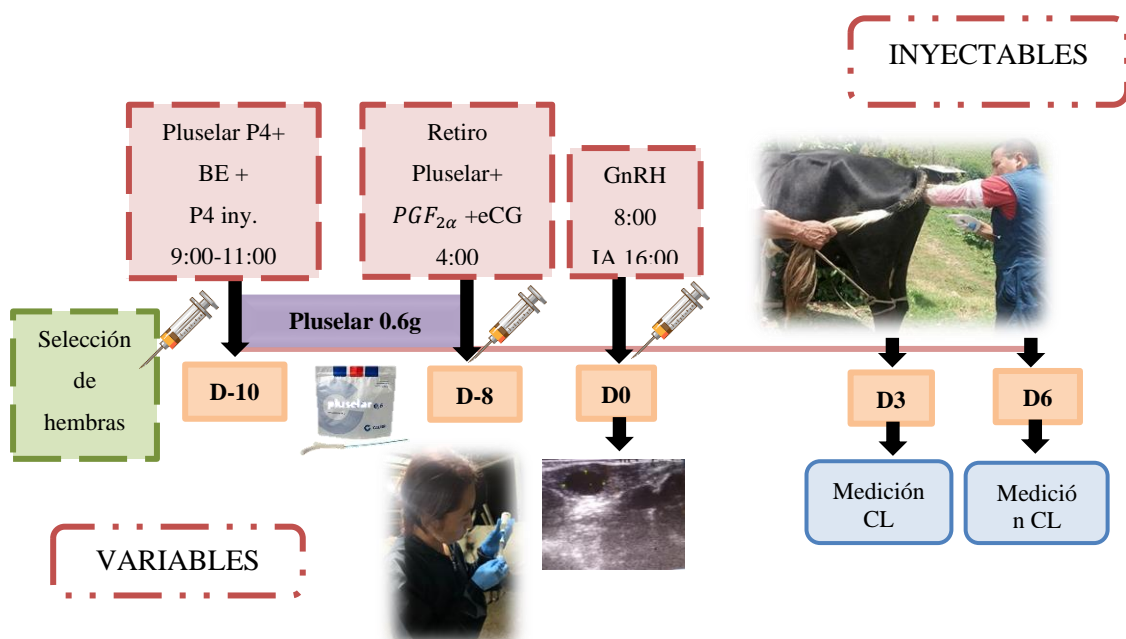 INYECTABLES
Pluselar P4+
BE +
P4 iny.
9:00-11:00
Retiro
Pluselar+
PGF2α +eCG
4:00
GnRH
8:00
IA 16:00
Selección
de
hembras
Pluselar 0.6g
D-10
D-8
D0
D3
D6
pluselar 0.6
Medición
CL
Medició
n CL
VARIABLES